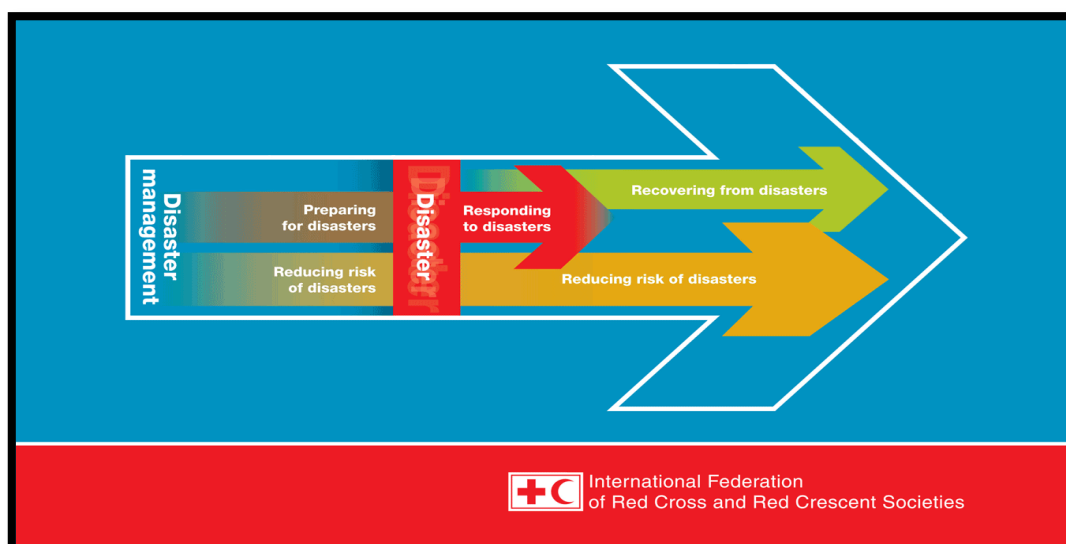 Disaster
management
Preparing
for disasters
Reducing risk
of disasters
Disaster
Disaster
Responding
to disasters
Recovering from disasters
Reducing risk of disasters
International Federation
of Red Cross and Red Crescent Societies